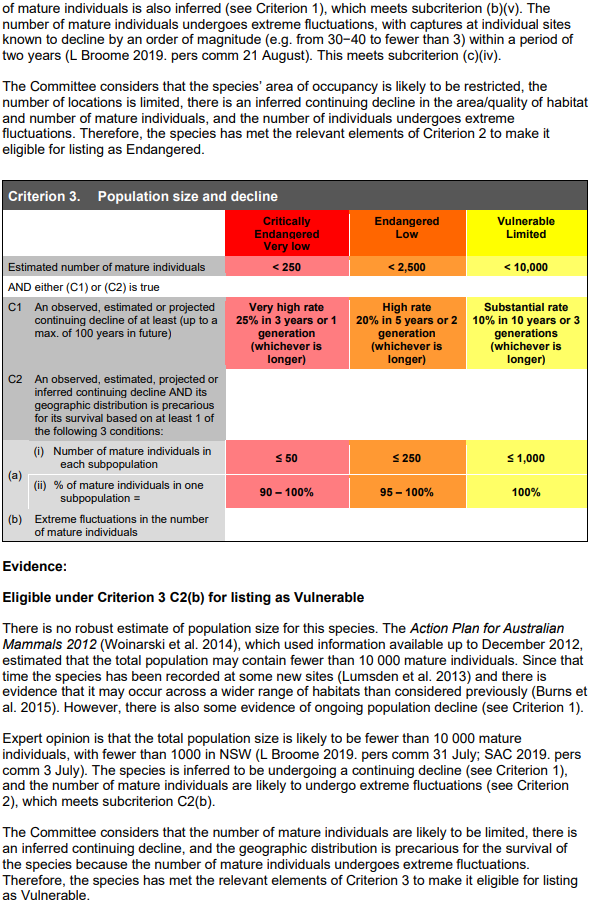 of mature individuals is also inferred (see Criterion 1), which meets subcriterion (b)(v). The
number of mature individuals undergoes extreme fluctuations, with captures at individual sites
known to decline by an order of magnitude (e.g. from 30−40 to fewer than 3) within a period of
two years (L Broome 2019. pers comm 21 August). This meets subcriterion (c)(iv).
The Committee considers that the species' area of occupancy is likely to be restricted, the
number of locations is limited, there is an inferred continuing decline in the area/quality of habitat
and number of mature individuals, and the number of individuals undergoes extreme
fluctuations. Therefore, the species has met the relevant elements of Criterion 2 to make it
eligible for listing as Endangered.
Criterion 3. Population size and decline
Critically
Endangered
Very low
Endangered
Low
Vulnerable
Limited
Estimated number of mature individuals
< 250
< 2,500
< 10,000
AND either (C1) or (C2) is true
C1 An observed, estimated or projected
continuing decline of at least (up to a
max. of 100 years in future)
Very high rate
25% in 3 years or 1
generation
(whichever is
longer)
High rate
20% in 5 years or 2
generation
(whichever is
longer)
Substantial rate
10% in 10 years or 3
generations
(whichever is
longer)
C2 An observed, estimated, projected or
inferred continuing decline AND its
geographic distribution is precarious
for its survival based on at least 1 of
the following 3 conditions:
(a)
(i) Number of mature individuals in
each subpopulation
≤ 50
≤ 250
≤ 1,000
(ii) % of mature individuals in one
subpopulation =
90 – 100%
95 – 100%
100%
(b) Extreme fluctuations in the number
of mature individuals
Evidence:
Eligible under Criterion 3 C2(b) for listing as Vulnerable
There is no robust estimate of population size for this species. The Action Plan for Australian
Mammals 2012 (Woinarski et al. 2014), which used information available up to December 2012,
estimated that the total population may contain fewer than 10 000 mature individuals. Since that
time the species has been recorded at some new sites (Lumsden et al. 2013) and there is
evidence that it may occur across a wider range of habitats than considered previously (Burns et
al. 2015). However, there is also some evidence of ongoing population decline (see Criterion 1).
Expert opinion is that the total population size is likely to be fewer than 10 000 mature
individuals, with fewer than 1000 in NSW (L Broome 2019. pers comm 31 July; SAC 2019. pers
comm 3 July). The species is inferred to be undergoing a continuing decline (see Criterion 1),
and the number of mature individuals are likely to undergo extreme fluctuations (see Criterion
2), which meets subcriterion C2(b).
The Committee considers that the number of mature individuals are likely to be limited, there is
an inferred continuing decline, and the geographic distribution is precarious for the survival of
the species because the number of mature individuals undergoes extreme fluctuations.
Therefore, the species has met the relevant elements of Criterion 3 to make it eligible for listing
as Vulnerable.